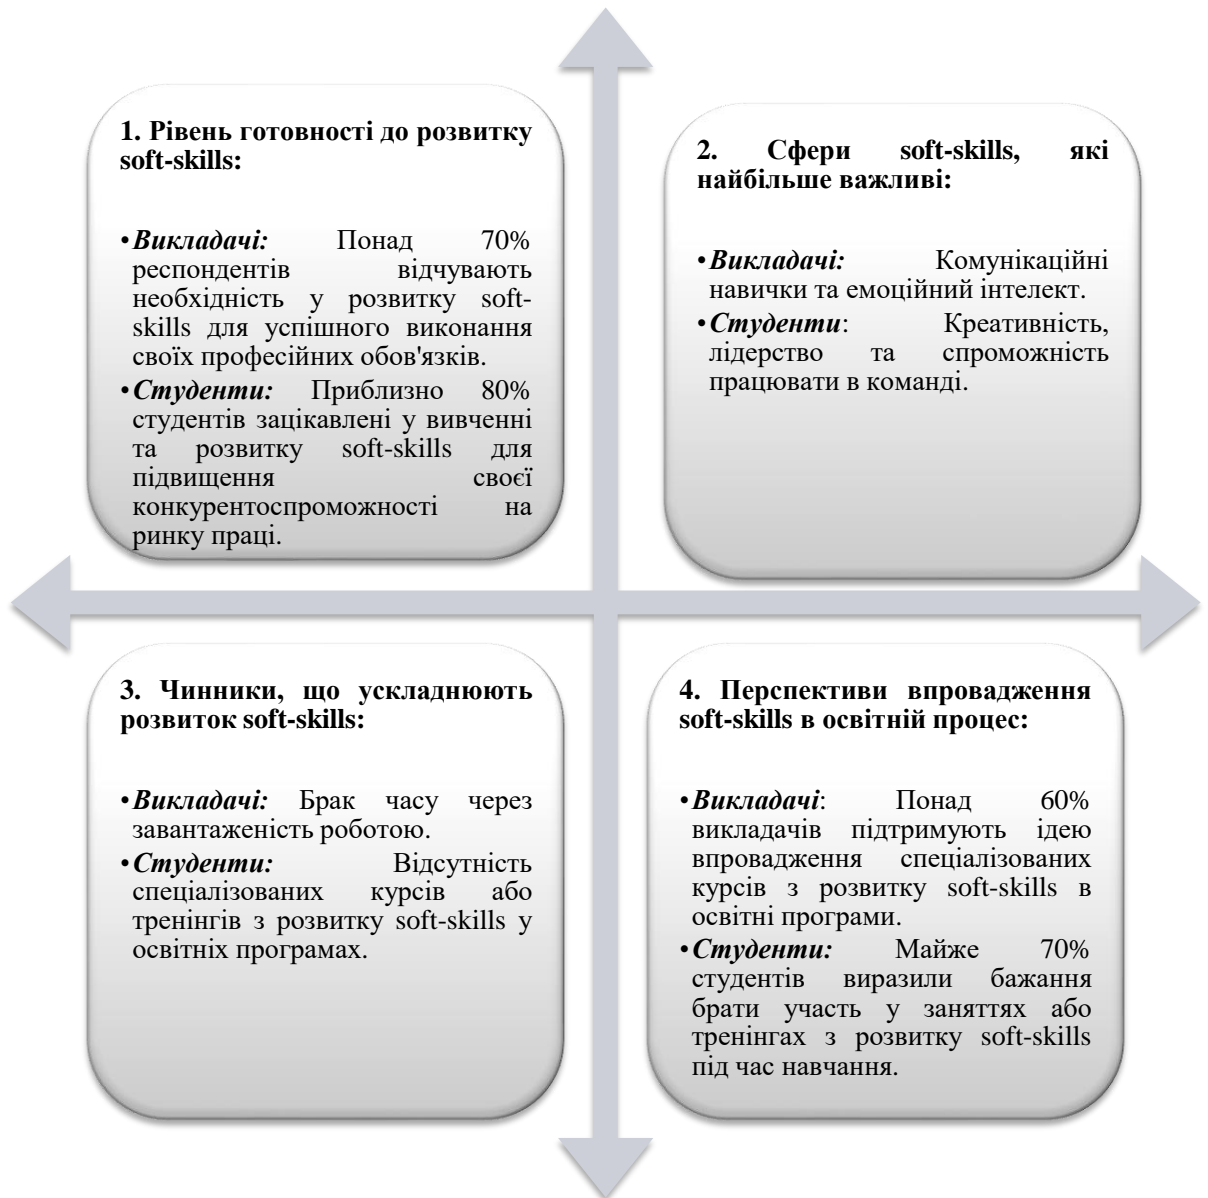 1. Рівень готовності до розвитку
soft-skills:
•Викладачі: Понад 70%
респондентів відчувають
необхідність у розвитку soft-
skills для успішного виконання
своїх професійних обов'язків.
•Студенти: Приблизно 80%
студентів зацікавлені у вивченні
та розвитку soft-skills для
підвищення своєї
конкурентоспроможності на
ринку праці.
2. Сфери soft-skills, які
найбільше важливі:
•Викладачі: Комунікаційні
навички та емоційний інтелект.
•Студенти: Креативність,
лідерство та спроможність
працювати в команді.
3. Чинники, що ускладнюють
розвиток soft-skills:
•Викладачі: Брак часу через
завантаженість роботою.
•Студенти: Відсутність
спеціалізованих курсів або
тренінгів з розвитку soft-skills у
освітніх програмах.
4. Перспективи впровадження
soft-skills в освітній процес:
•Викладачі: Понад 60%
викладачів підтримують ідею
впровадження спеціалізованих
курсів з розвитку soft-skills в
освітні програми.
•Студенти: Майже 70%
студентів виразили бажання
брати участь у заняттях або
тренінгах з розвитку soft-skills
під час навчання.